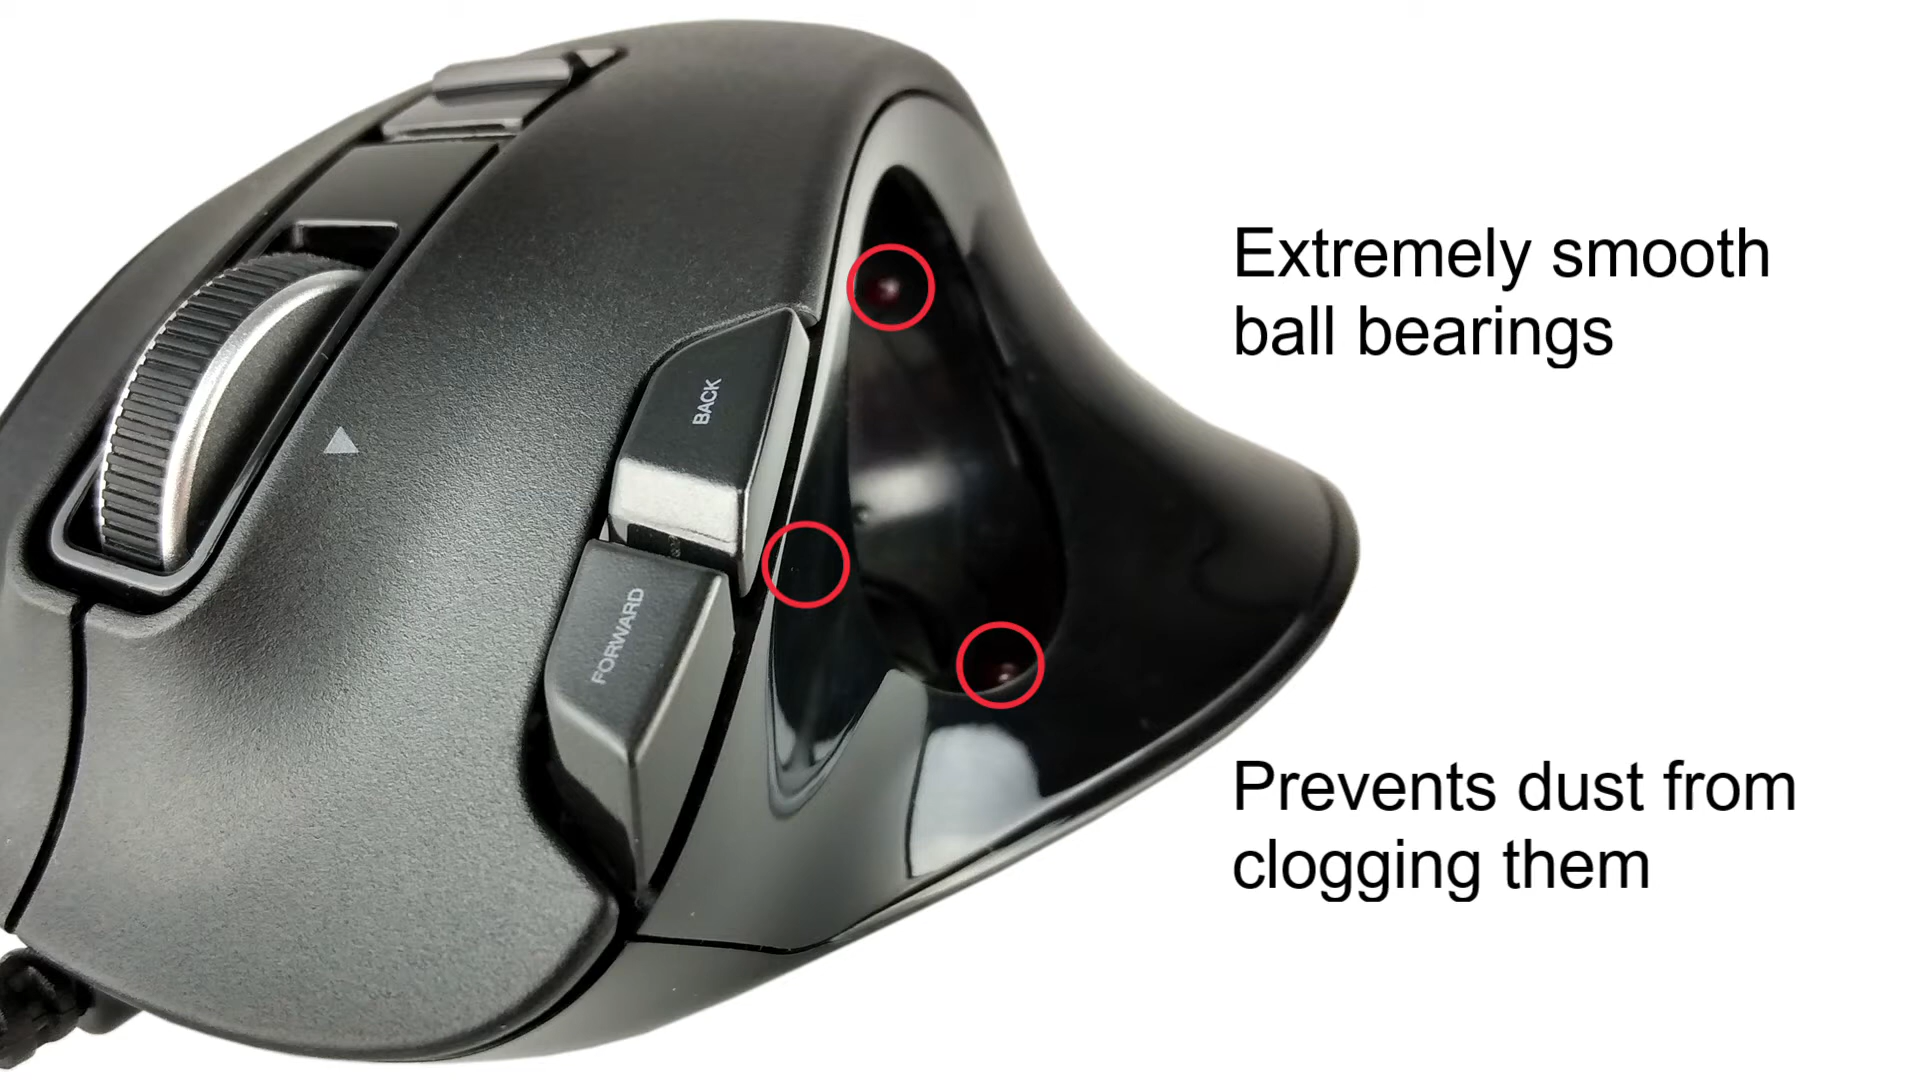 Extremely smooth
ball bearings
BACK
FORWARD
Prevents dust from
clogging them